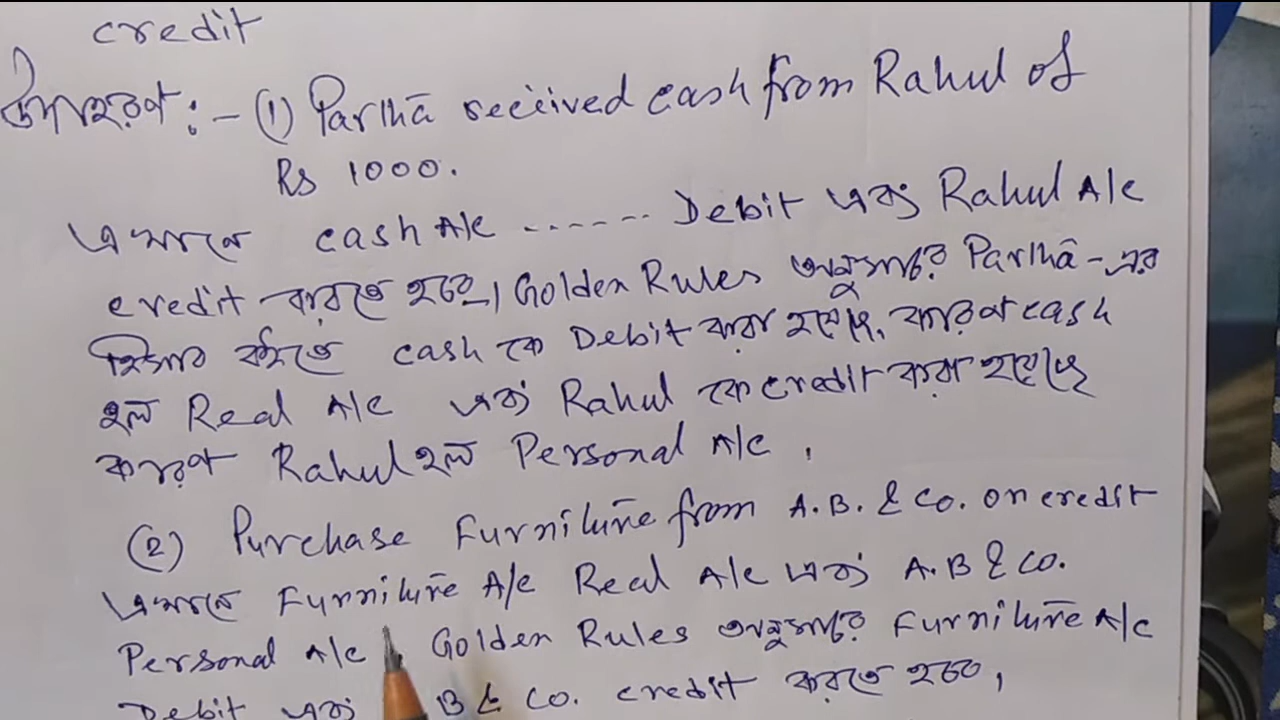 credit
উদাহরণ :- (1) Partha received cash from Rahul of
Rs 1000.
এখানে cash A/c ...... Debit এবং Rahul A/c
credit করতে হবে। Golden Rules অনুসারে Partha-এর
হিসাব বইতে cash কে Debit করা হয়েছে, কারণ cash
হল Real A/c এবং Rahul কে credit করা হয়েছে
কারণ Rahul হল Personal A/c,
(2) Purchase Furniture from A.B. & Co. on credit
এখানে Furniture A/c Real A/c এবং A.B & CO.
Personal A/c Golden Rules অনুসারে Furniture A/c
Debit এবং B & CO. credit করতে হবে,